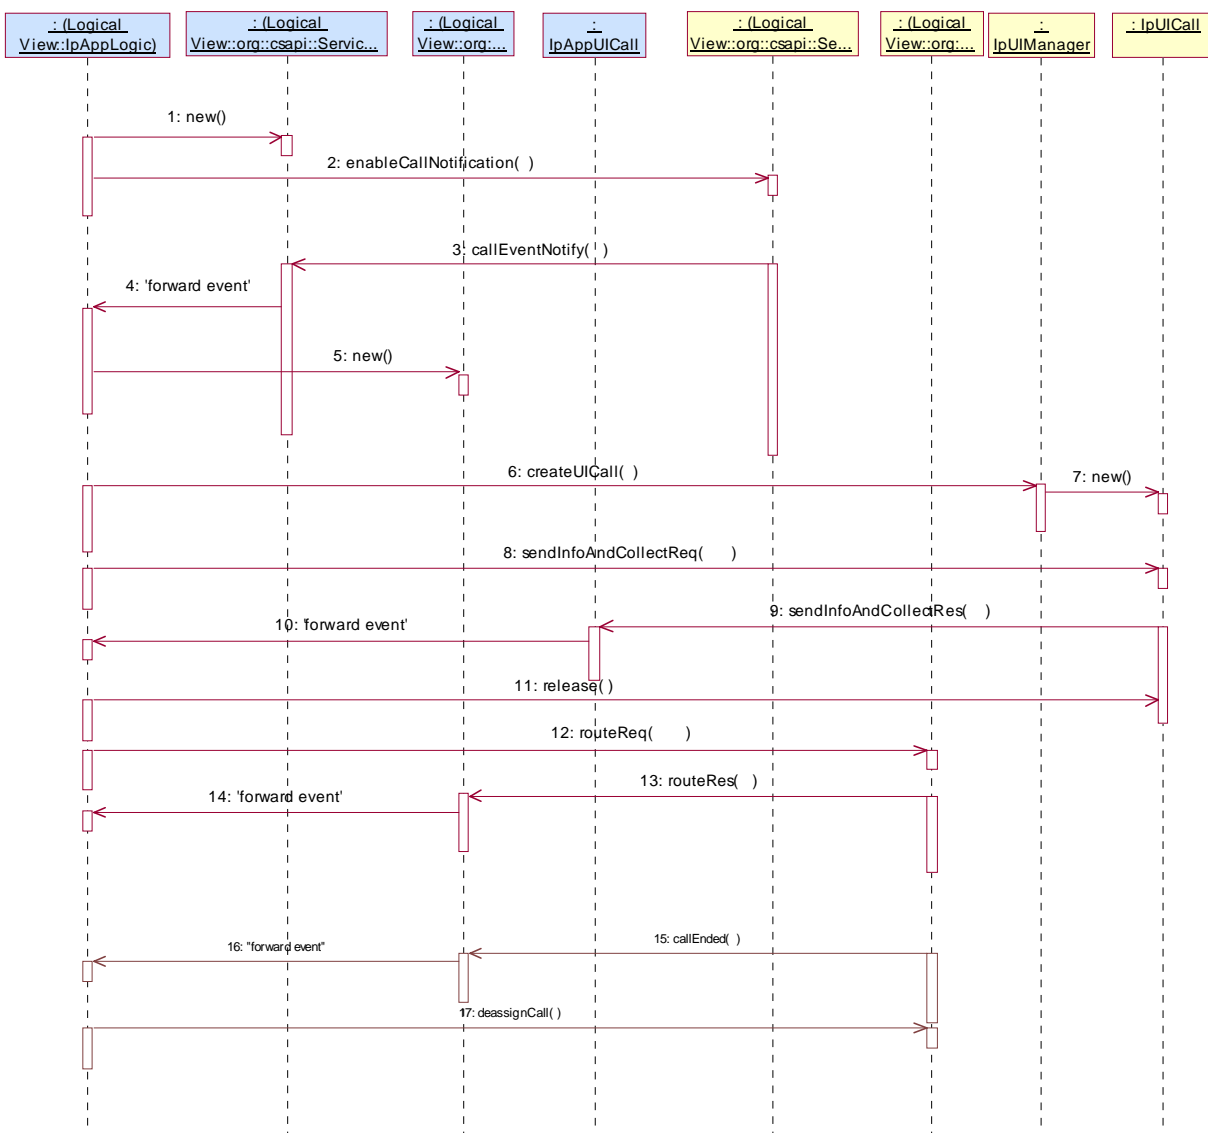 : (Logical
View::IpAppLogic)
: (Logical
View::org::csapi::Servic...
: (Logical
View::org:...
:
IpAppUICall
: (Logical
View::org::csapi::Se...
: (Logical
View::org:...
:
IpUIManager
: IpUICall
1: new()
2: enableCallNotification( )
3: callEventNotify( )
4: 'forward event'
5: new()
6: createUICall( )
7: new()
8: sendInfoAndCollectReq( )
9: sendInfoAndCollectRes( )
10: 'forward event'
11: release( )
12: routeReq( )
13: routeRes( )
14: 'forward event'
15: callEnded( )
16: "forward event"
17: deassignCall( )